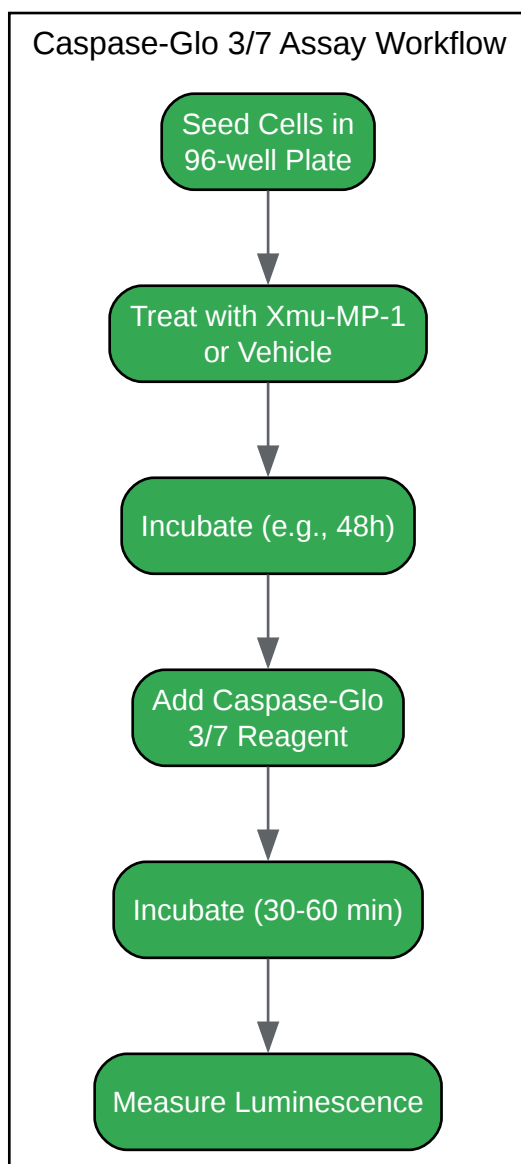 Caspase-Glo 3/7 Assay Workflow
Seed Cells in
96-well Plate
Treat with Xmu-MP-1
or Vehicle
Incubate (e.g., 48h)
Add Caspase-Glo
3/7 Reagent
Incubate (30-60 min)
Measure Luminescence